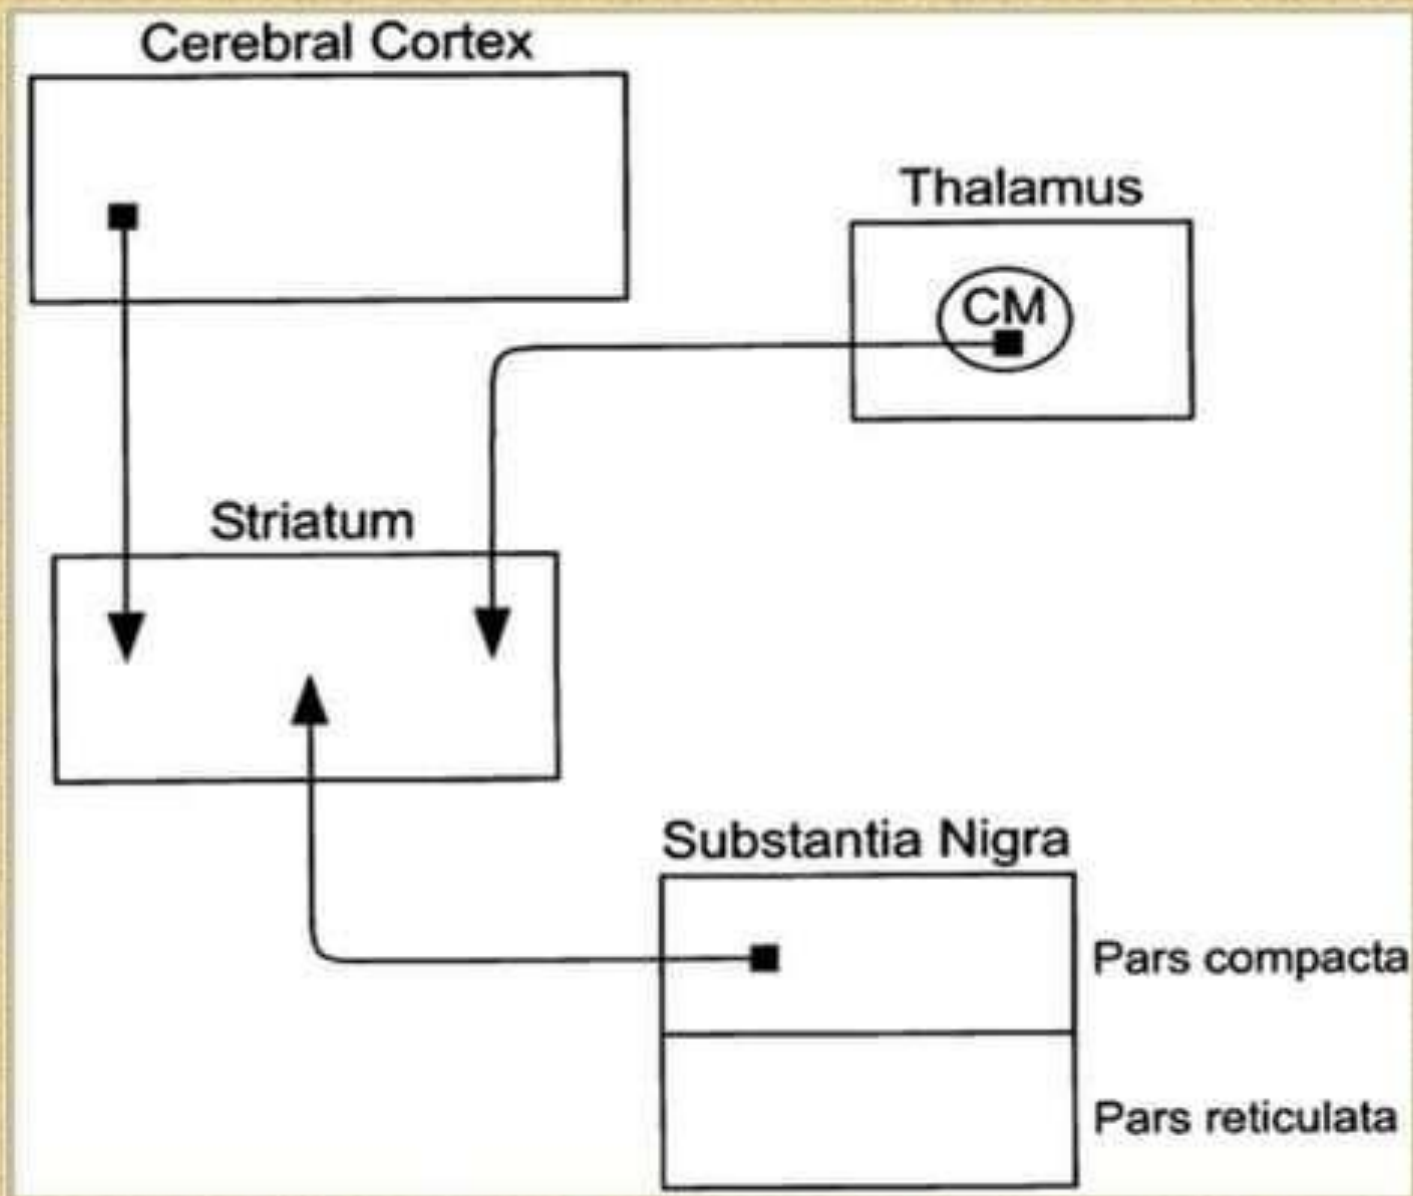 Cerebral Cortex
Thalamus
CM
Striatum
Substantia Nigra
Pars compacta
Pars reticulata